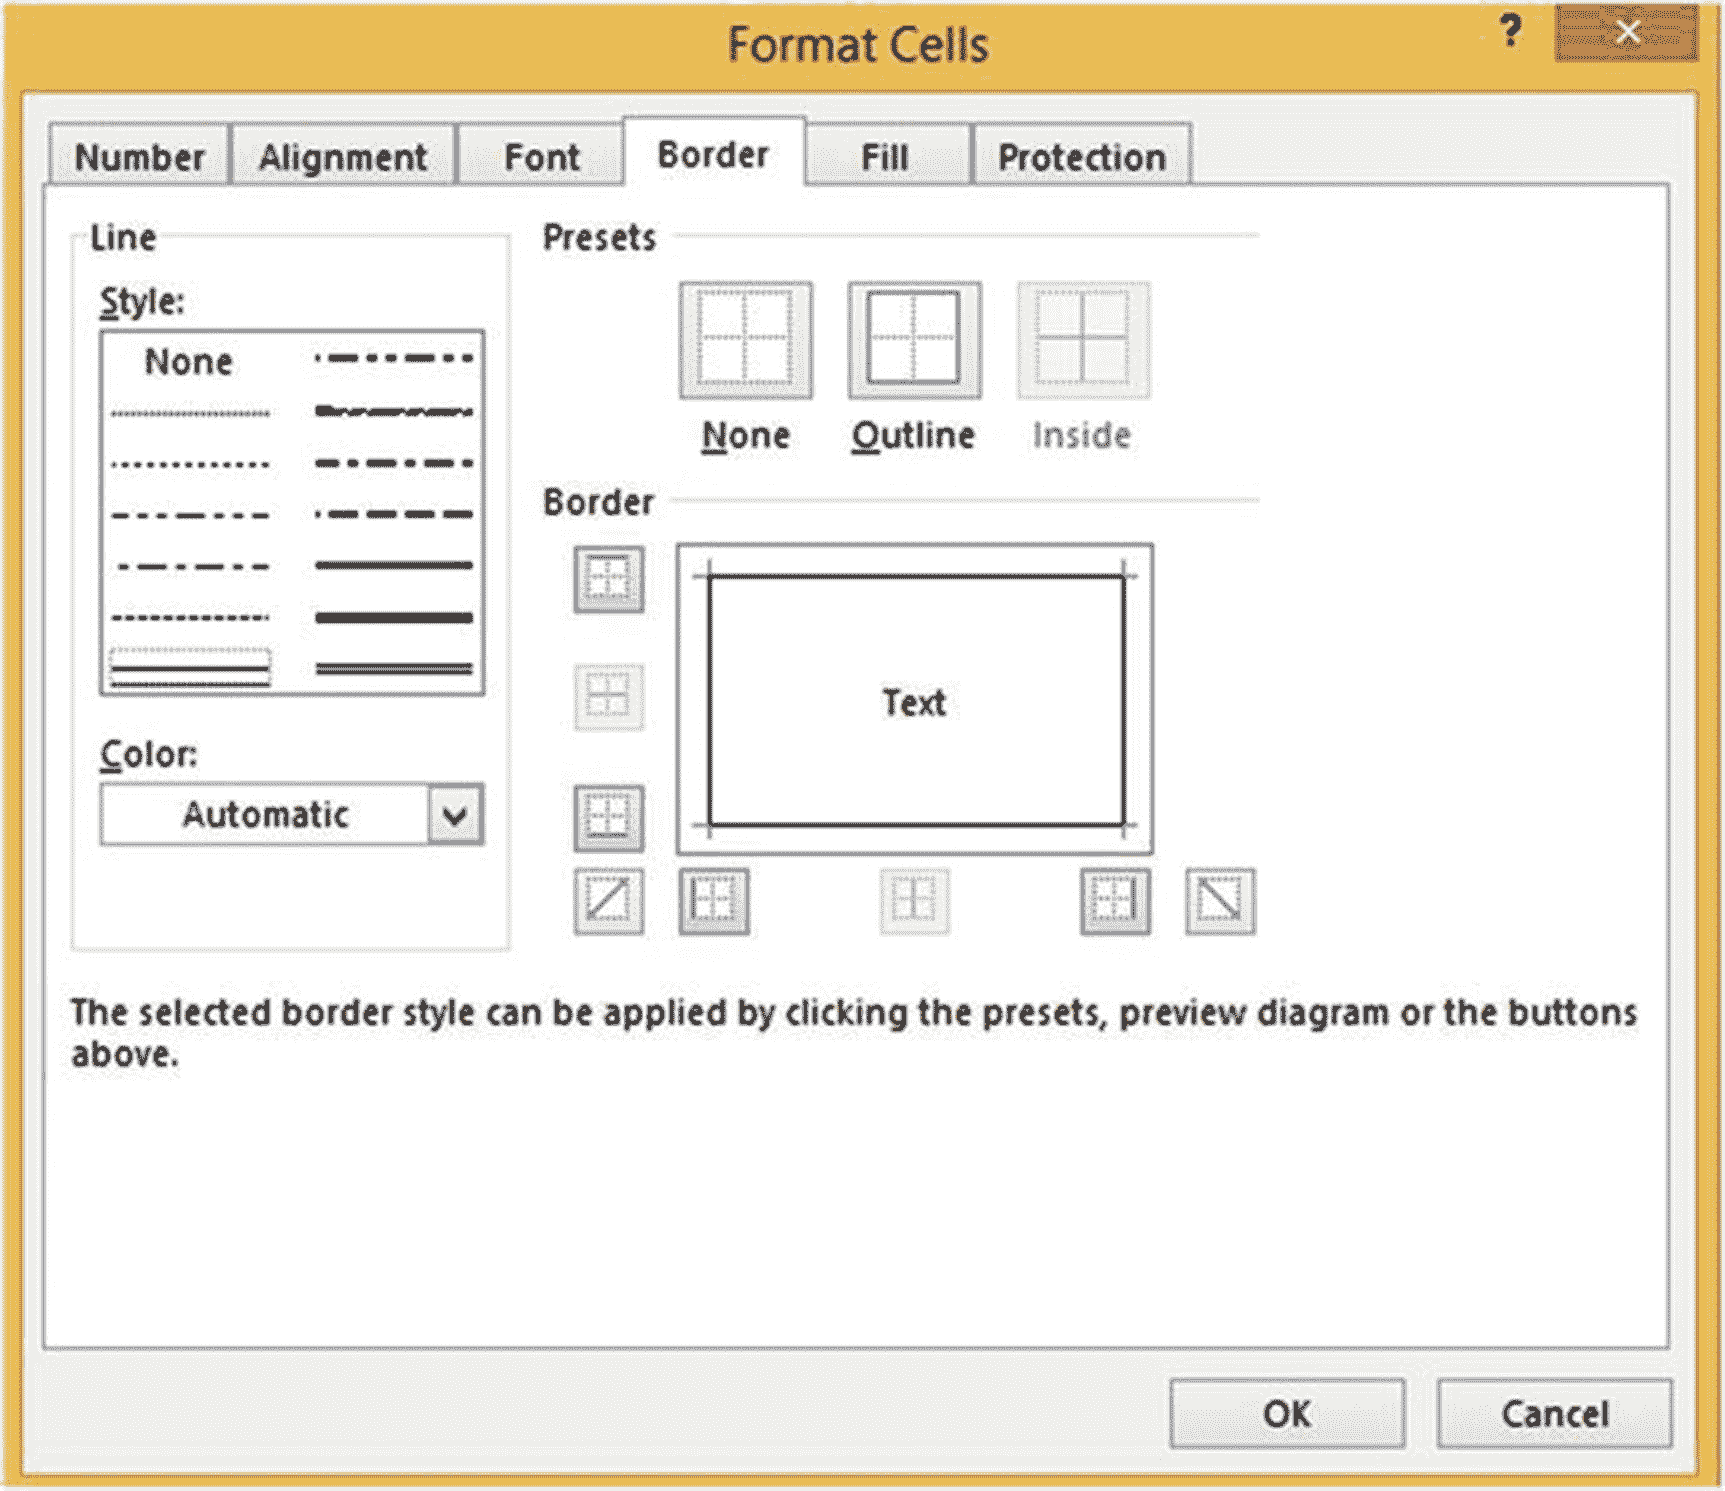 Format Cells
?
Number Alignment Font Border Fill Protection
Line
Style:
None
Color:
Automatic
Presets
None Outline Inside
Border
Text
The selected border style can be applied by clicking the presets, preview diagram or the buttons
above.
OK Cancel